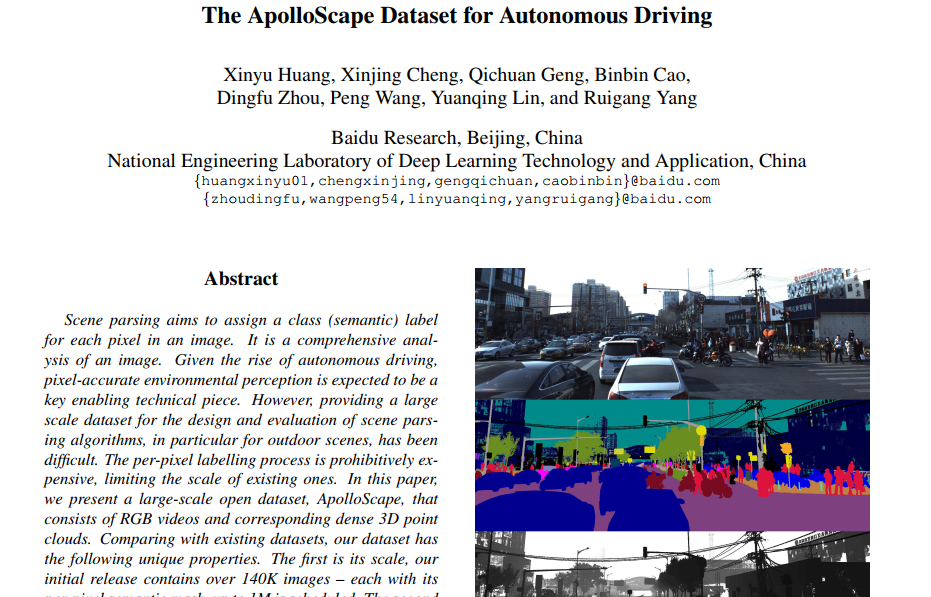 The ApolloScape Dataset for Autonomous Driving
Xinyu Huang, Xinjing Cheng, Qichuan Geng, Binbin Cao,
Dingfu Zhou, Peng Wang, Yuanqing Lin, and Ruigang Yang
Baidu Research, Beijing, China
National Engineering Laboratory of Deep Learning Technology and Application, China
{huangxinyu01,chengxinjing,gengqichuan,caobinbin}@baidu.com
{zhoudingfu,wangpeng54,linyuanqing,yangruigang}@baidu.com
Abstract
Scene parsing aims to assign a class (semantic) label
for each pixel in an image. It is a comprehensive anal-
ysis of an image. Given the rise of autonomous driving,
pixel-accurate environmental perception is expected to be a
key enabling technical piece. However, providing a large
scale dataset for the design and evaluation of scene pars-
ing algorithms, in particular for outdoor scenes, has been
difficult. The per-pixel labelling process is prohibitively ex-
pensive, limiting the scale of existing ones. In this paper,
we present a large-scale open dataset, ApolloScape, that
consists of RGB videos and corresponding dense 3D point
clouds. Comparing with existing datasets, our dataset has
the following unique properties. The first is its scale, our
initial release contains over 140K images – each with its